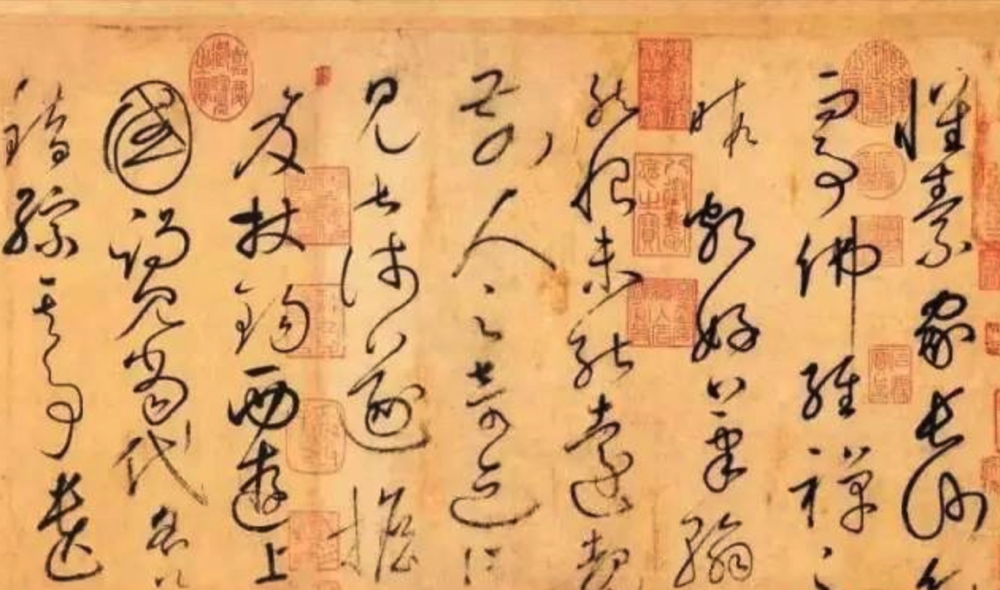 懷素家長沙幼
而事佛經禪之
暇頗好筆翰
然恨未能遠覩
前人之奇迹所
見甚淺遂擔
笈杖錫西遊上
國謁見當代名公
錯綜其事遺